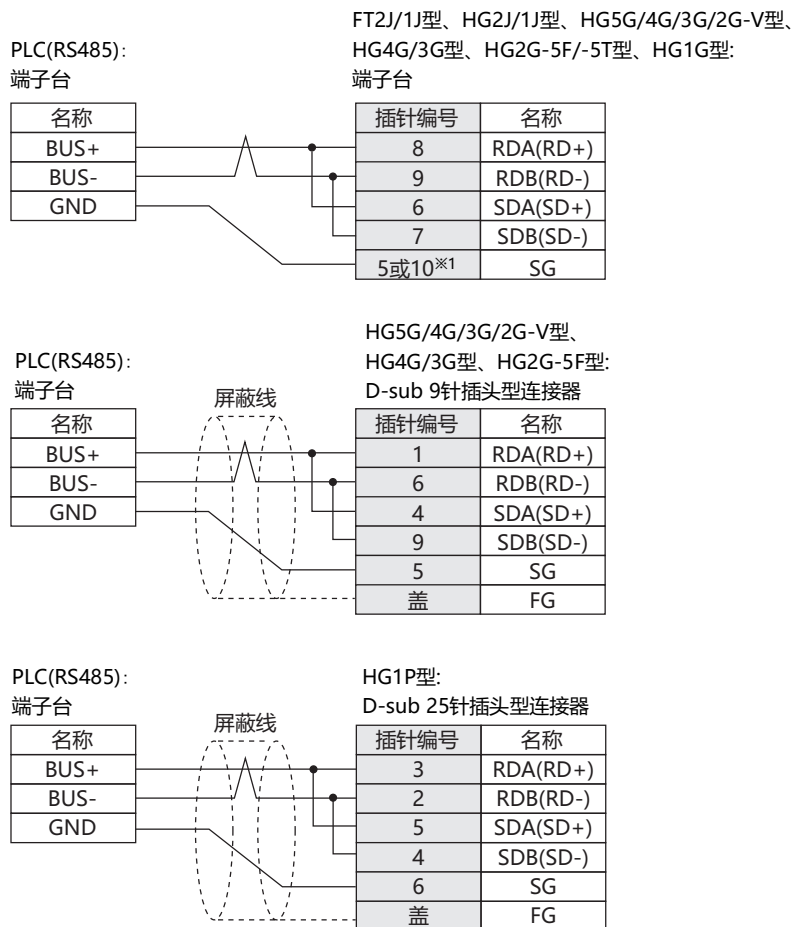 FT2J/1J型、HG2J/1J型、HG5G/4G/3G/2G-V型、
PLC(RS485):
HG4G/3G型、HG2G-5F/-5T型、HG1G型:
端子台
端子台
名称
插针编号 名称
BUS+
8 RDA(RD+)
BUS-
9 RDB(RD-)
GND
6 SDA(SD+)
7 SDB(SD-)
5或10※1 SG
HG5G/4G/3G/2G-V型、
PLC(RS485):
HG4G/3G型、HG2G-5F型:
端子台
屏蔽线
D-sub 9针插头型连接器
名称
插针编号 名称
BUS+
1 RDA(RD+)
BUS-
6 RDB(RD-)
GND
4 SDA(SD+)
9 SDB(SD-)
5 SG
盖 FG
PLC(RS485):
HG1P型:
端子台
屏蔽线
D-sub 25针插头型连接器
名称
插针编号 名称
BUS+
3 RDA(RD+)
BUS-
2 RDB(RD-)
GND
5 SDA(SD+)
4 SDB(SD-)
6 SG
盖 FG